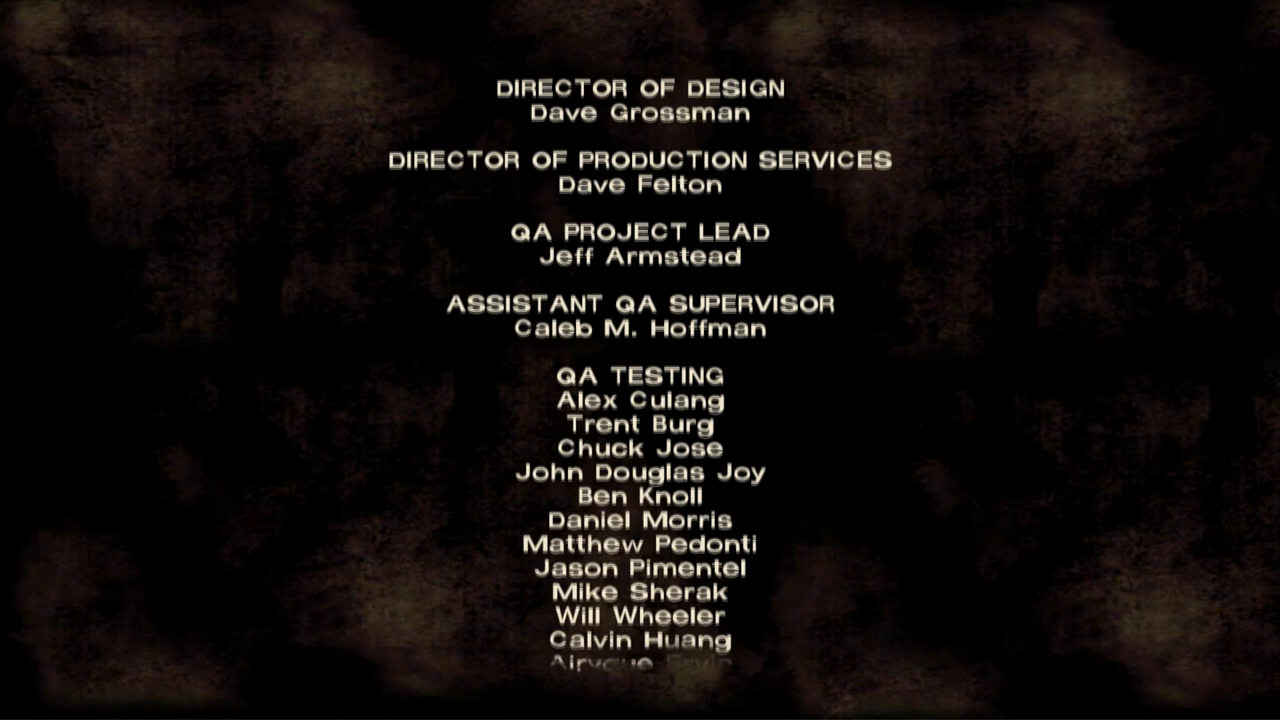 DIRECTOR OF DESIGN
Dave Grossman
DIRECTOR OF PRODUCTION SERVICES
Dave Felton
QA PROJECT LEAD
Jeff Armstead
ASSISTANT QA SUPERVISOR
Caleb M. Hoffman
QA TESTING
Alex Culang
Trent Burg
Chuck Jose
John Douglas Joy
Ben Knoll
Daniel Morris
Matthew Pedonti
Jason Pimentel
Mike Sherak
Will Wheeler
Calvin Huang